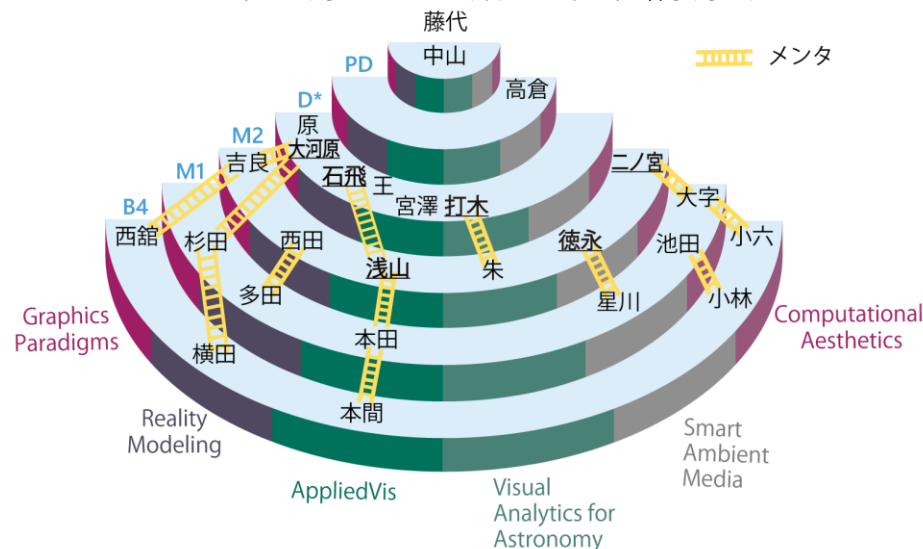 藤代
中山
メンタ
PD
高倉
D*
原
M2
大河原
吉良
二ノ宮
M1
石飛
王
大字
B4
宮澤
打木
西舘
杉田
西田
徳永
池田
小六
浅山
朱
多田
星川
小林
Graphics
Paradigms
Computational
Aesthetics
本田
横田
本間
Reality
Modeling
Smart
Ambient
Media
AppliedVis
Visual
Analytics for
Astronomy